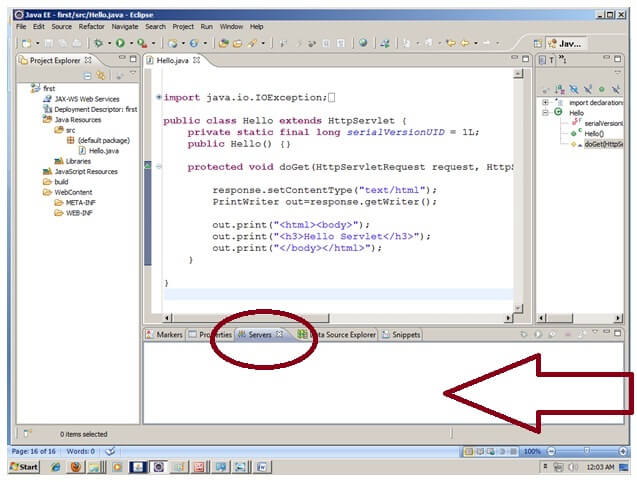 Java EE - first/src/Hello.java - Eclipse
File Edit Source Refactor Navigate Search Project Run Window Help
Jav...
Project Explorer
first
JAX-WS Web Services
Deployment Descriptor: first
Java Resources
src
(default package)
Hello.java
Libraries
JavaScript Resources
build
WebContent
META-INF
WEB-INF
Hello.java
import java.io.IOException;
public class Hello extends HttpServlet {
private static final long serialVersionUID = 1L;
public Hello() {}
protected void doGet(HttpServletRequest request, HttpS
response.setContentType("text/html");
PrintWriter out=response.getWriter();
out.print("<html><body>");
out.print("<h3>Hello Servlet</h3>");
out.print("</body></html>");
}
}
import declarations
Hello
serialVersionU
Hello()
doGet(HttpSe
Markers Properties Servers Data Source Explorer Snippets
0 items selected
Page: 16 of 16 Words: 0 100%
Start 12:03 AM